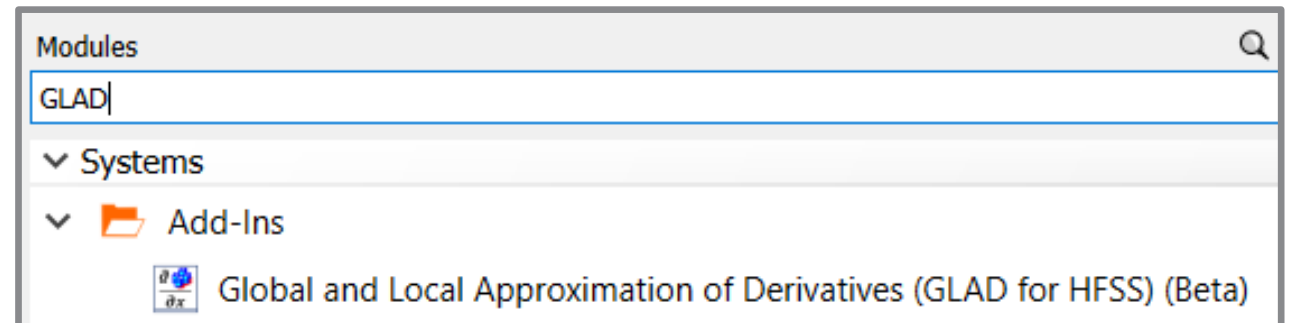 Modules
GLAD
Systems
Add-Ins
Global and Local Approximation of Derivatives (GLAD for HFSS) (Beta)